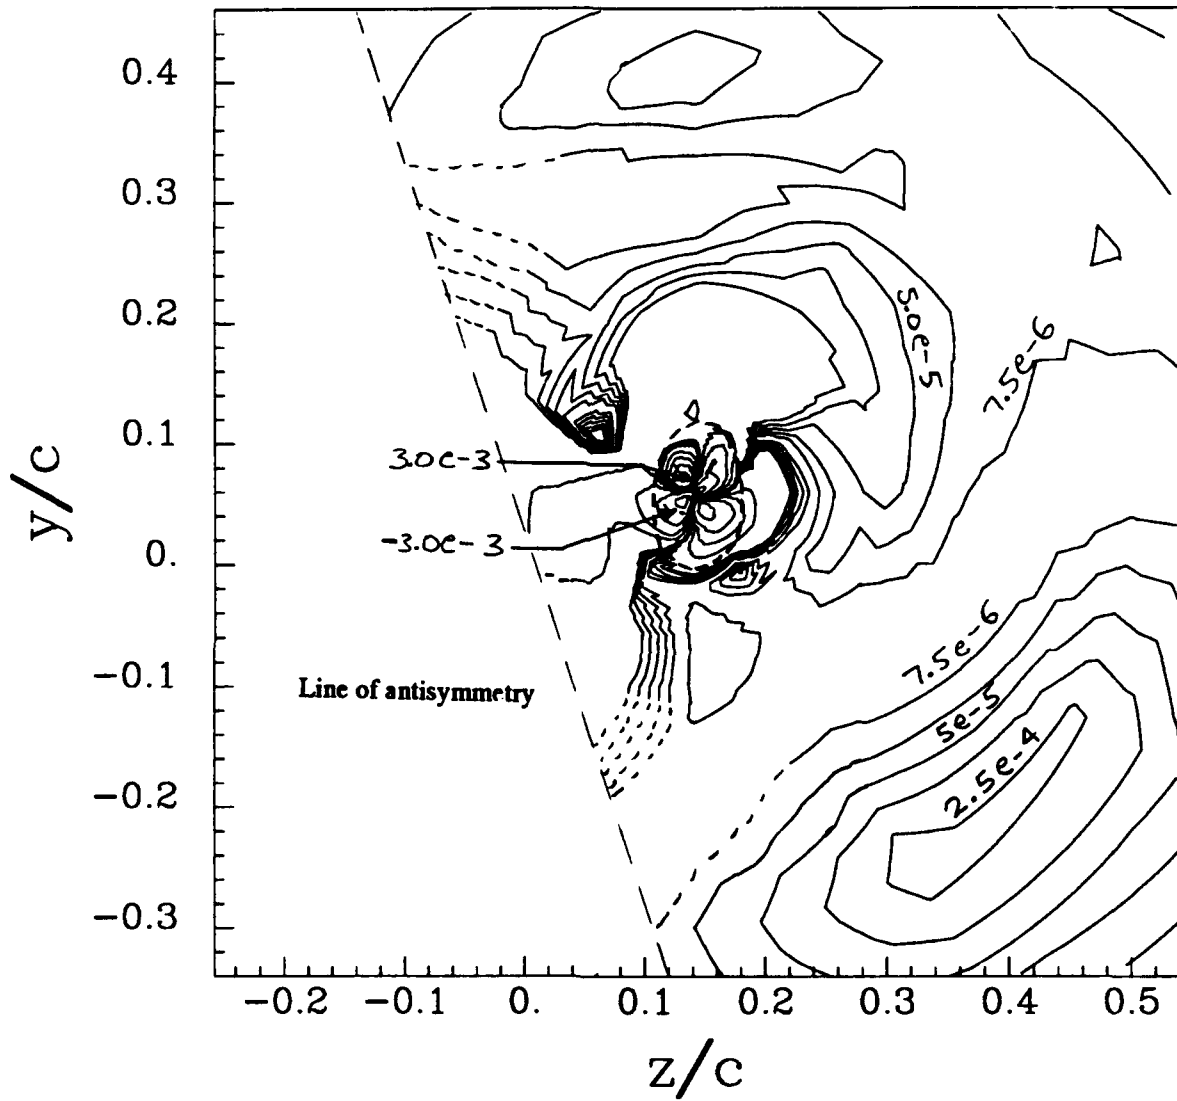 0.4
0.3
0.2
0.1
0.
-0.1
-0.2
-0.3
y/c
5.0e-5
7.5e-6
3.0e-3
-3.0e-3
7.5e-6
5e-5
2.5e-4
Line of antisymmetry
-0.2 -0.1 0. 0.1 0.2 0.3 0.4 0.5
z/c